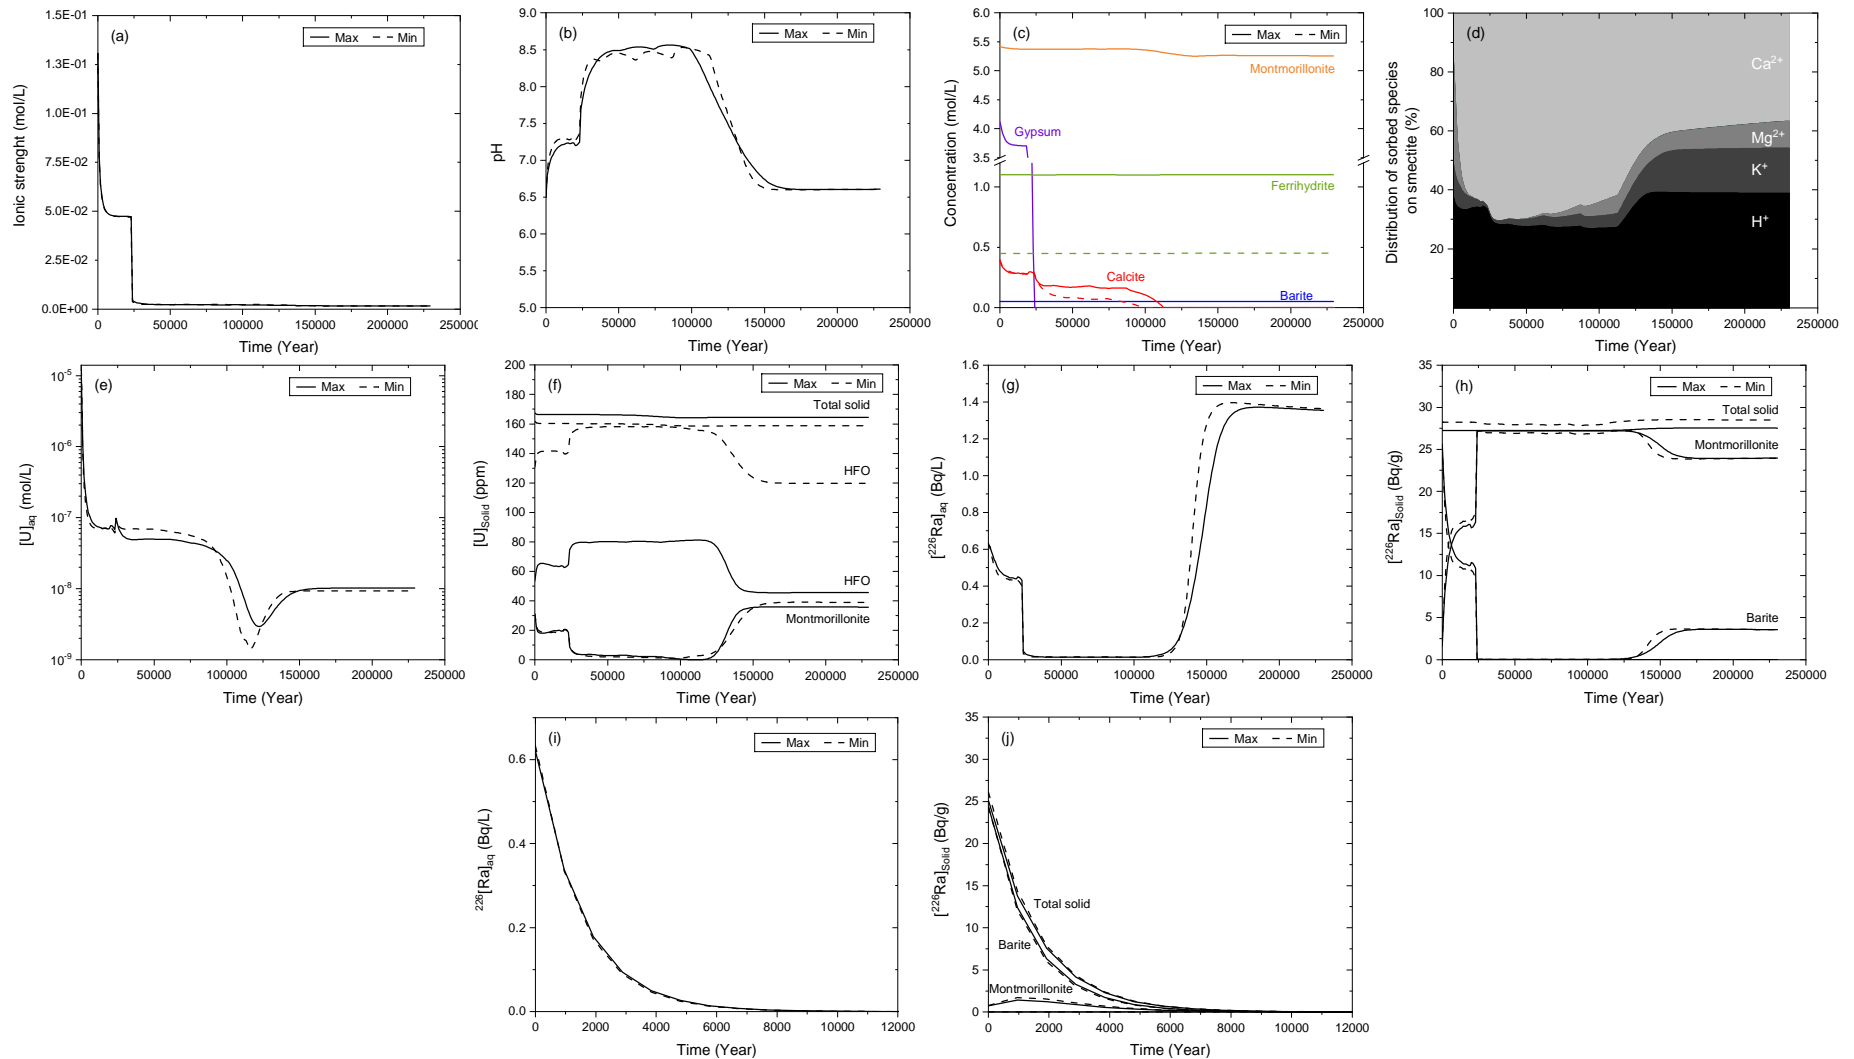 (a)
Max
Min
1.5E-01
1.3E-01
1.0E-01
7.5E-02
5.0E-02
2.5E-02
0.0E+00
Ionic strenght (mol/L)
0
50000
100000
150000
200000
250000
Time (Year)
(b)
Max
Min
9.0
8.5
8.0
7.5
7.0
6.5
6.0
5.5
5.0
pH
0
50000
100000
150000
200000
250000
Time (Year)
(c)
Max
Min
6.0
5.5
5.0
4.5
4.0
3.5
1.0
0.5
0.0
Concentration (mol/L)
Montmorillonite
Gypsum
Ferrihydrite
Calcite
Barite
0
50000
100000
150000
200000
250000
Time (Year)
(d)
100
80
60
40
20
Distribution of sorbed species
on smectite (%)
Ca²⁺
Mg²⁺
K⁺
H⁺
0
50000
100000
150000
200000
250000
Time (Year)
(e)
Max
Min
10⁻⁵
10⁻⁶
10⁻⁷
10⁻⁸
10⁻⁹
[U]aq (mol/L)
0
50000
100000
150000
200000
250000
Time (Year)
(f)
Max
Min
200
180
160
140
120
100
80
60
40
20
0
[U]Solid (ppm)
Total solid
HFO
HFO
Montmorillonite
0
50000
100000
150000
200000
250000
Time (Year)
(g)
Max
Min
1.6
1.4
1.2
1.0
0.8
0.6
0.4
0.2
0.0
[²²⁶Ra]aq (Bq/L)
0
50000
100000
150000
200000
250000
Time (Year)
(h)
Max
Min
35
30
25
20
15
10
5
0
[²²⁶Ra]Solid (Bq/g)
Total solid
Montmorillonite
Barite
0
50000
100000
150000
200000
250000
Time (Year)
(i)
Max
Min
0.6
0.4
0.2
0.0
²²⁶[Ra]aq (Bq/L)
0
2000
4000
6000
8000
10000
12000
Time (Year)
(j)
Max
Min
35
30
25
20
15
10
5
0
[²²⁶Ra]Solid (Bq/g)
Total solid
Barite
Montmorillonite
0
2000
4000
6000
8000
10000
12000
Time (Year)